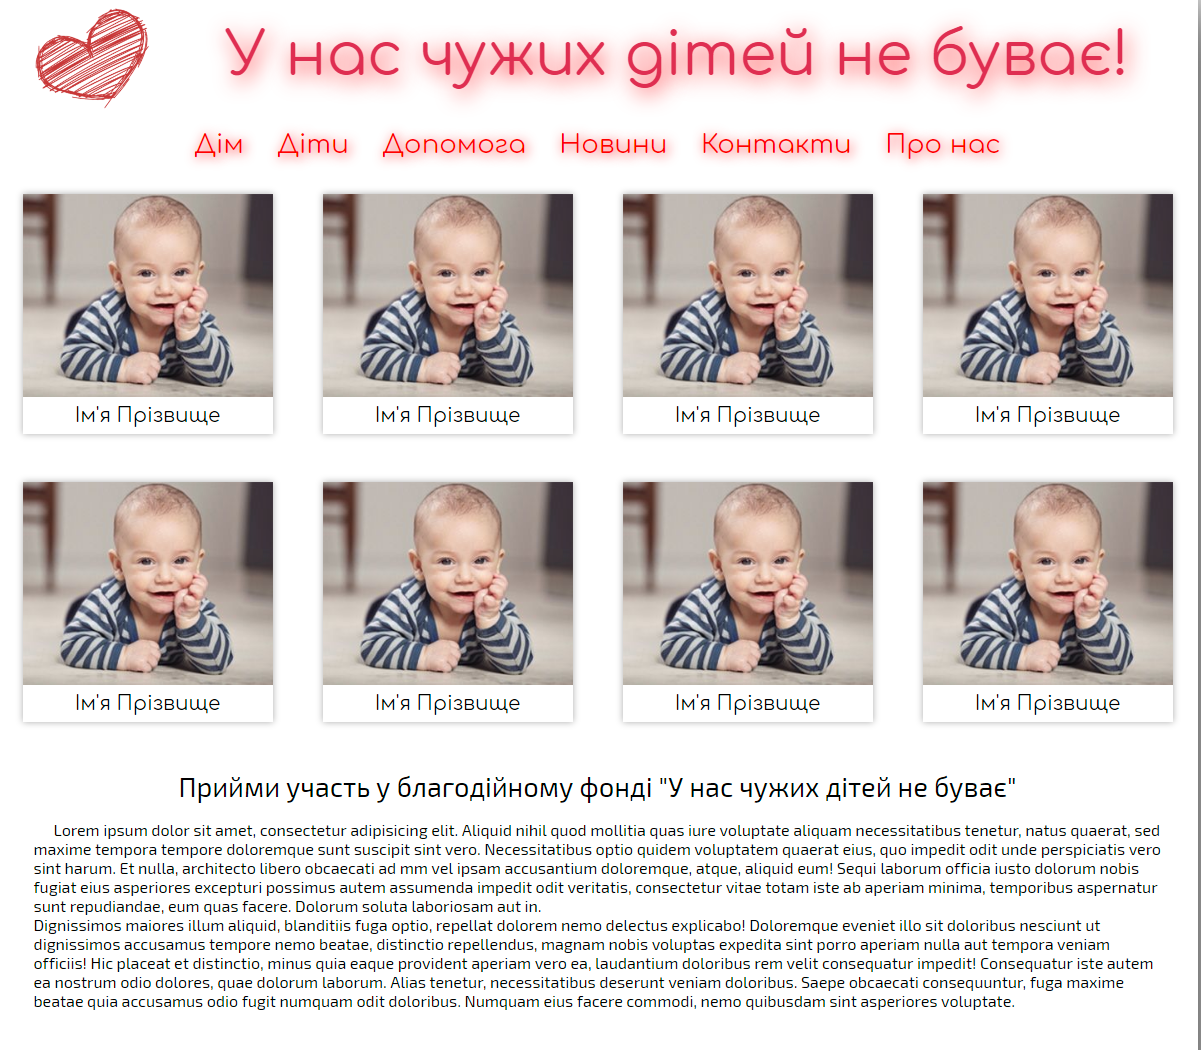 У нас чужих дітей не буває!
Дім Діти Допомога Новини Контакти Про нас
Ім'я Прізвище Ім'я Прізвище Ім'я Прізвище Ім'я Прізвище
Ім'я Прізвище Ім'я Прізвище Ім'я Прізвище Ім'я Прізвище
Прийми участь у благодійному фонді "У нас чужих дітей не буває"
Lorem ipsum dolor sit amet, consectetur adipisicing elit. Aliquid nihil quod mollitia quas iure voluptate aliquam necessitatibus tenetur, natus quaerat, sed
maxime tempora tempore doloremque sunt suscipit sint vero. Necessitatibus optio quidem voluptatem quaerat eius, quo impedit odit unde perspiciatis vero
sint harum. Et nulla, architecto libero obcaecati ad mm vel ipsam accusantium doloremque, atque, aliquid eum! Sequi laborum officia iusto dolorum nobis
fugiat eius asperiores excepturi possimus autem assumenda impedit odit veritatis, consectetur vitae totam iste ab aperiam minima, temporibus aspernatur
sunt repudiandae, eum quas facere. Dolorum soluta laboriosam aut in.
Dignissimos maiores illum aliquid, blanditiis fuga optio, repellat dolorem nemo delectus explicabo! Doloremque eveniet illo sit doloribus nesciunt ut
dignissimos accusamus tempore nemo beatae, distinctio repellendus, magnam nobis voluptas expedita sint porro aperiam nulla aut tempora veniam
officiis! Hic placeat et distinctio, minus quia eaque provident aperiam vero ea, laudantium doloribus rem velit consequatur impedit! Consequatur iste autem
ea nostrum odio dolores, quae dolorum laborum. Alias tenetur, necessitatibus deserunt veniam doloribus. Saepe obcaecati consequuntur, fuga maxime
beatae quia accusamus odio fugit numquam odit doloribus. Numquam eius facere commodi, nemo quibusdam sint asperiores voluptate.